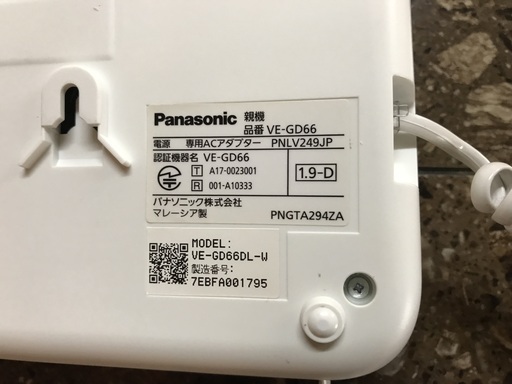 Panasonic 親機
品番 VE-GD66
電源 専用ACアダプター PNLV249JP
認証機器名 VE-GD66
T A17-0023001
R 001-A10333
1.9-D
パナソニック株式会社
マレーシア製 PNGTA294ZA
MODEL:
VE-GD66DL-W
製造番号:
7EBFA001795